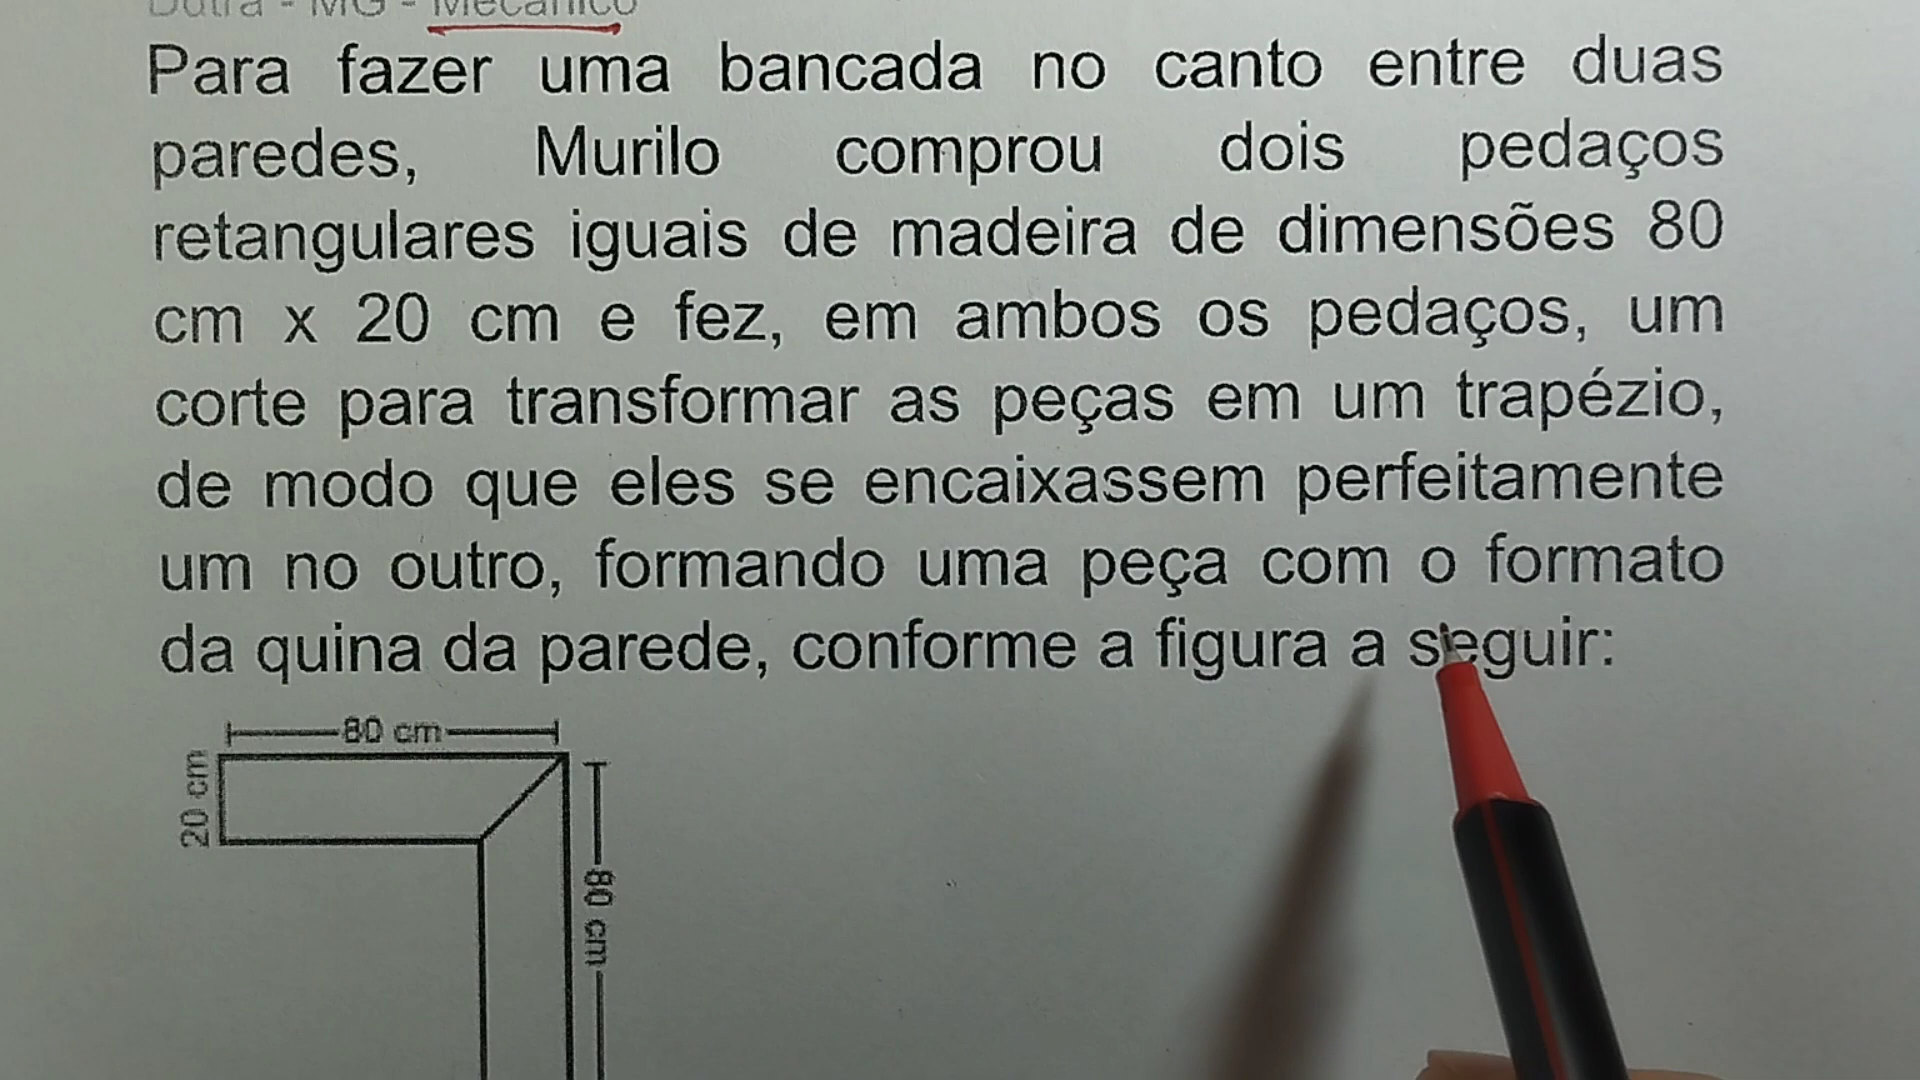 Dutra - MG - Mecânico
Para fazer uma bancada no canto entre duas
paredes, Murilo comprou dois pedaços
retangulares iguais de madeira de dimensões 80
cm x 20 cm e fez, em ambos os pedaços, um
corte para transformar as peças em um trapézio,
de modo que eles se encaixassem perfeitamente
um no outro, formando uma peça com o formato
da quina da parede, conforme a figura a seguir:
80 cm
20 cm
80 cm